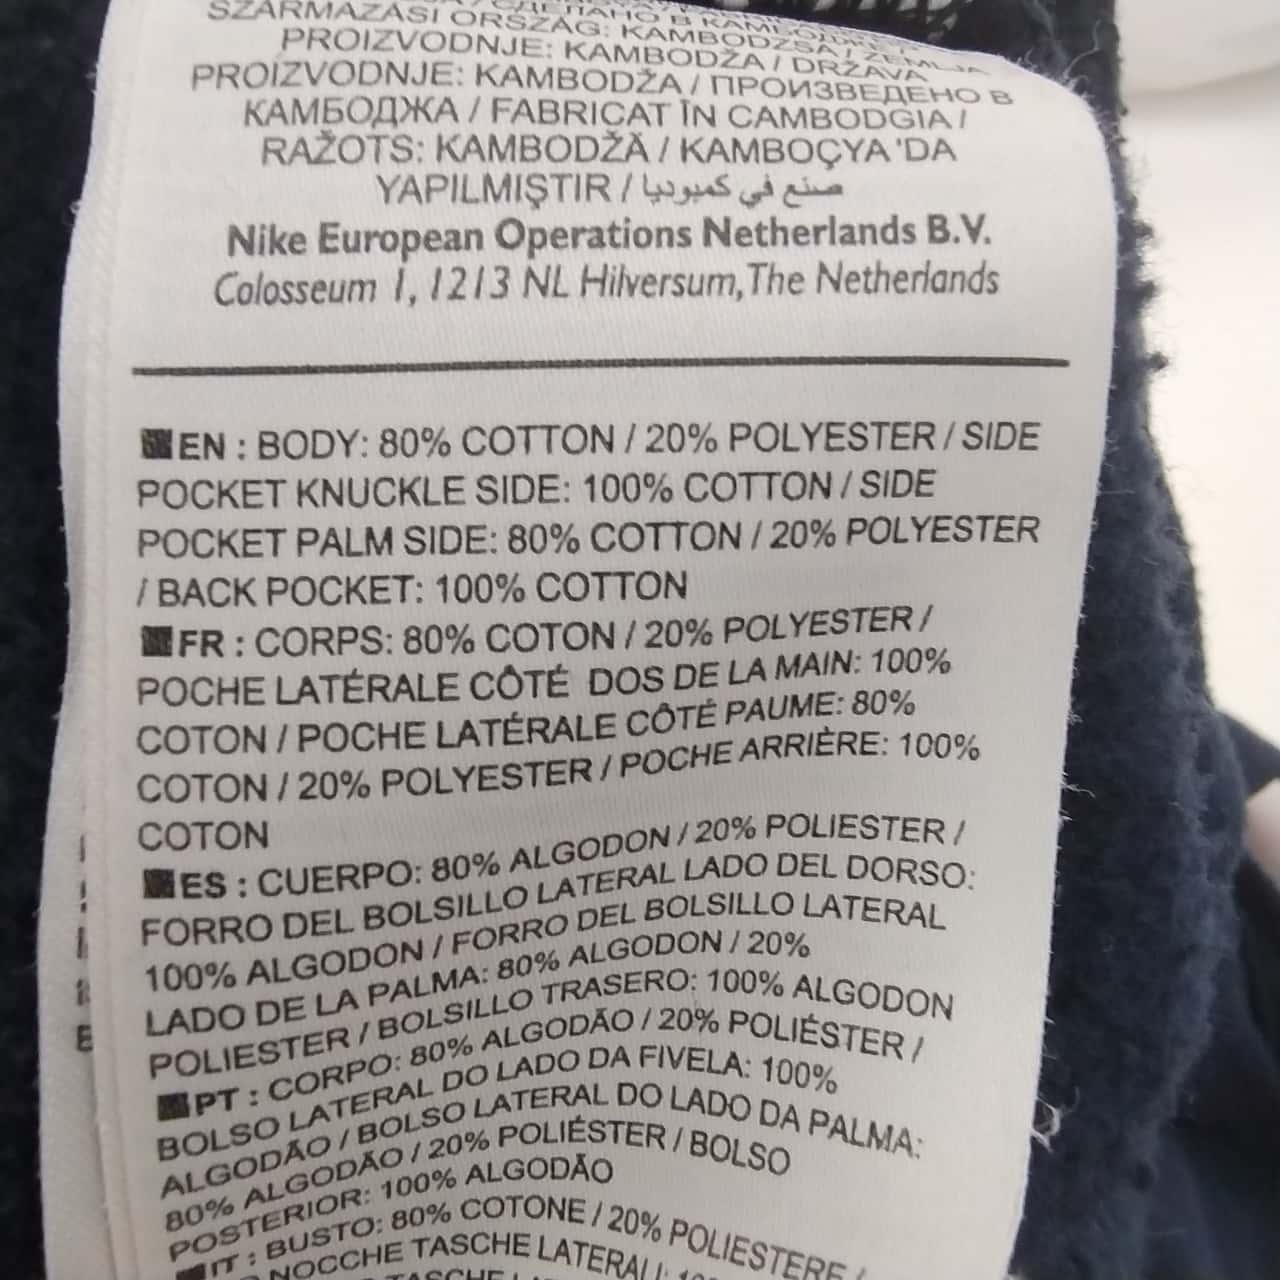 SZÁRMAZÁSI ORSZÁG: KAMBODZSA / ZEMLJA
PROIZVODNJE: KAMBODŽA / DRŽAVA
PROIZVODNJE: KAMBODŽA / ПРОИЗВЕДЕНО В
КАМБОДЖА / FABRICAT ÎN CAMBODGIA /
RAŽOTS: KAMBODŽĀ / KAMBOÇYA 'DA
YAPILMIŞTIR / صنع في كمبوديا
Nike European Operations Netherlands B.V.
Colosseum 1, 1213 NL Hilversum, The Netherlands
EN : BODY: 80% COTTON / 20% POLYESTER / SIDE
POCKET KNUCKLE SIDE: 100% COTTON / SIDE
POCKET PALM SIDE: 80% COTTON / 20% POLYESTER
/ BACK POCKET: 100% COTTON
FR : CORPS: 80% COTON / 20% POLYESTER /
POCHE LATÉRALE CÔTÉ DOS DE LA MAIN: 100%
COTON / POCHE LATÉRALE CÔTÉ PAUME: 80%
COTON / 20% POLYESTER / POCHE ARRIÈRE: 100%
COTON
ES : CUERPO: 80% ALGODON / 20% POLIESTER /
FORRO DEL BOLSILLO LATERAL LADO DEL DORSO:
100% ALGODON / FORRO DEL BOLSILLO LATERAL
LADO DE LA PALMA: 80% ALGODON / 20%
POLIESTER / BOLSILLO TRASERO: 100% ALGODON
PT : CORPO: 80% ALGODÃO / 20% POLIÉSTER /
BOLSO LATERAL DO LADO DA FIVELA: 100%
ALGODÃO / BOLSO LATERAL DO LADO DA PALMA:
80% ALGODÃO / 20% POLIÉSTER / BOLSO
POSTERIOR: 100% ALGODÃO
IT : BUSTO: 80% COTONE / 20% POLIESTERE /
NOCCHE TASCHE LATERALI: